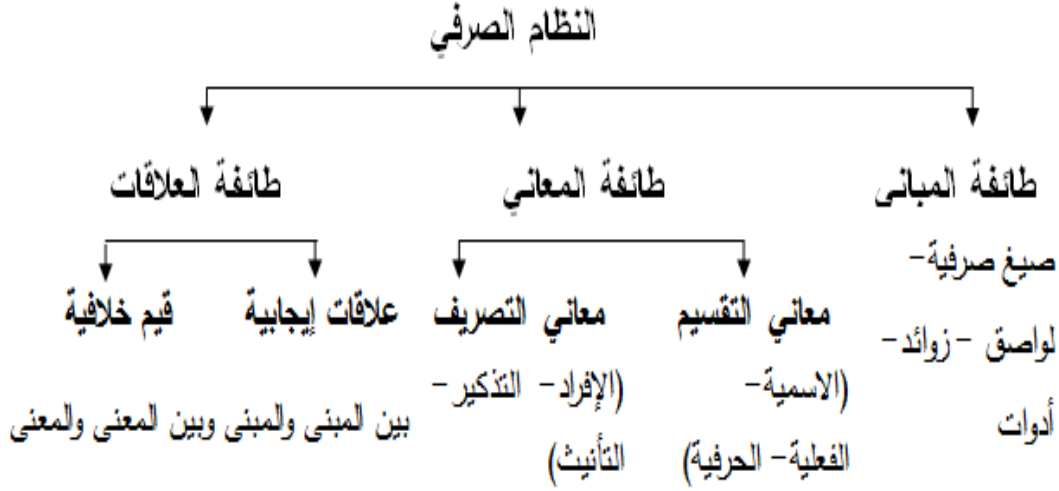 النظام الصرفي
طائفة المبانى
طائفة المعاني
طائفة العلاقات
صيغ صرفية-
لواصق -زوائد-
أدوات
معاني التقسيم
(الاسمية-
الفعلية- الحرفية)
معاني التصريف
(الإفراد- التذكير-
التأنيث)
علاقات إيجابية
قيم خلافية
بين المبنى والمبنى وبين المعنى والمعنى